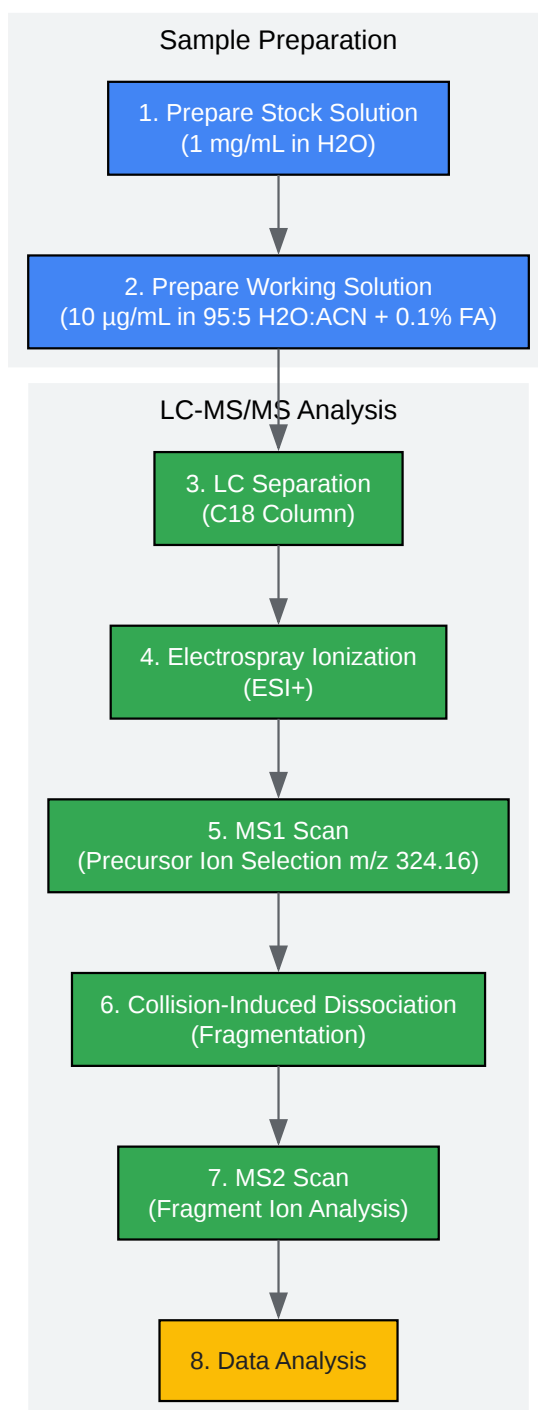 Sample Preparation
1. Prepare Stock Solution
(1 mg/mL in H2O)
2. Prepare Working Solution
(10 µg/mL in 95:5 H2O:ACN + 0.1% FA)
LC-MS/MS Analysis
3. LC Separation
(C18 Column)
4. Electrospray Ionization
(ESI+)
5. MS1 Scan
(Precursor Ion Selection m/z 324.16)
6. Collision-Induced Dissociation
(Fragmentation)
7. MS2 Scan
(Fragment Ion Analysis)
8. Data Analysis